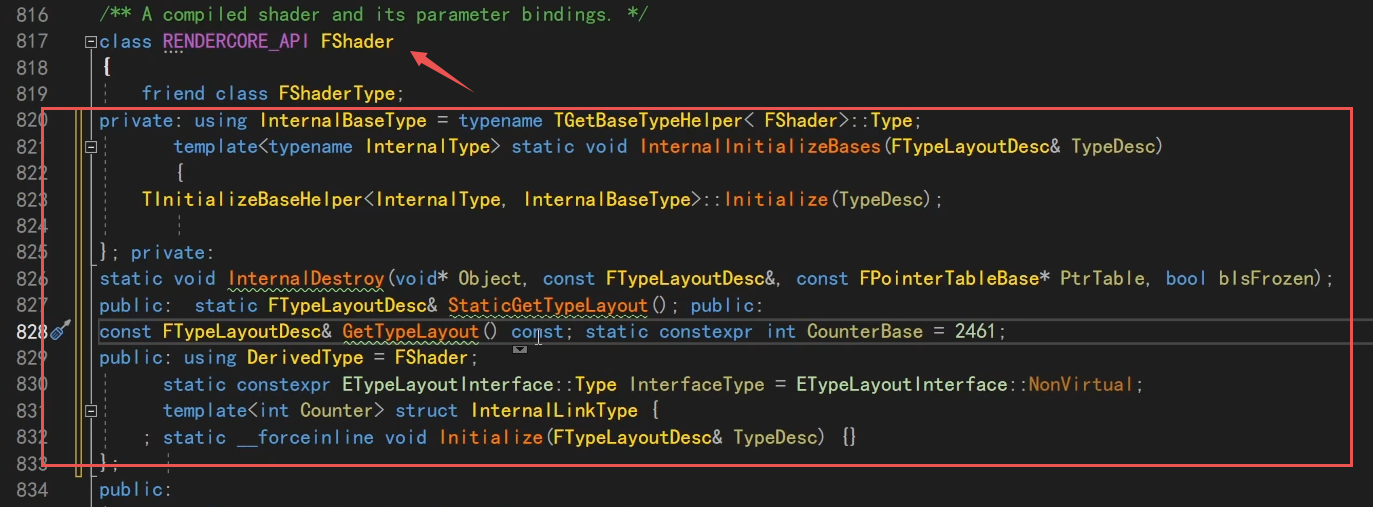 816 /** A compiled shader and its parameter bindings. */
817 class RENDERCORE_API FShader
818 {
819 friend class FShaderType;
820 private: using InternalBaseType = typename TGetBaseTypeHelper< FShader>::Type;
821 template<typename InternalType> static void InternalInitializeBases(FTypeLayoutDesc& TypeDesc)
822 {
823 TInitializeBaseHelper<InternalType, InternalBaseType>::Initialize(TypeDesc);
824
825 }; private:
826 static void InternalDestroy(void* Object, const FTypeLayoutDesc&, const FPointerTableBase* PtrTable, bool bIsFrozen);
827 public: static FTypeLayoutDesc& StaticGetTypeLayout(); public:
828 const FTypeLayoutDesc& GetTypeLayout() const; static constexpr int CounterBase = 2461;
829 public: using DerivedType = FShader;
830 static constexpr ETypeLayoutInterface::Type InterfaceType = ETypeLayoutInterface::NonVirtual;
831 template<int Counter> struct InternalLinkType {
832 ; static __forceinline void Initialize(FTypeLayoutDesc& TypeDesc) {}
833 };
834 public: